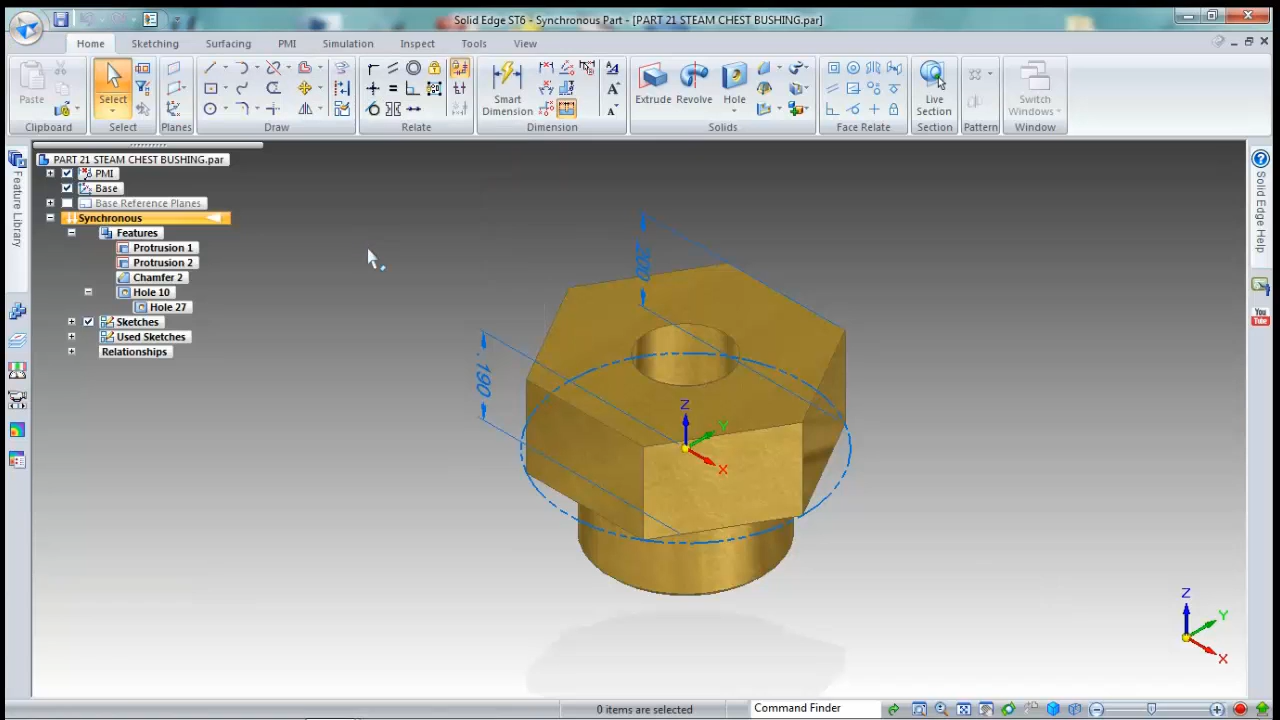 Solid Edge ST6 - Synchronous Part - [PART 21 STEAM CHEST BUSHING.par]
Home Sketching Surfacing PMI Simulation Inspect Tools View
Paste
Select
Smart Dimension
Extrude Revolve Hole
Live Section
Switch Windows
Clipboard Select Planes Draw Relate Dimension Solids Face Relate Section Pattern Window
Feature Library
Solid Edge Help
You Tube
PART 21 STEAM CHEST BUSHING.par
PMI
Base
Base Reference Planes
Synchronous
Features
Protrusion 1
Protrusion 2
Chamfer 2
Hole 10
Hole 27
Sketches
Used Sketches
Relationships
.200
.190
Z
Y
X
Z
Y
X
0 items are selected
Command Finder